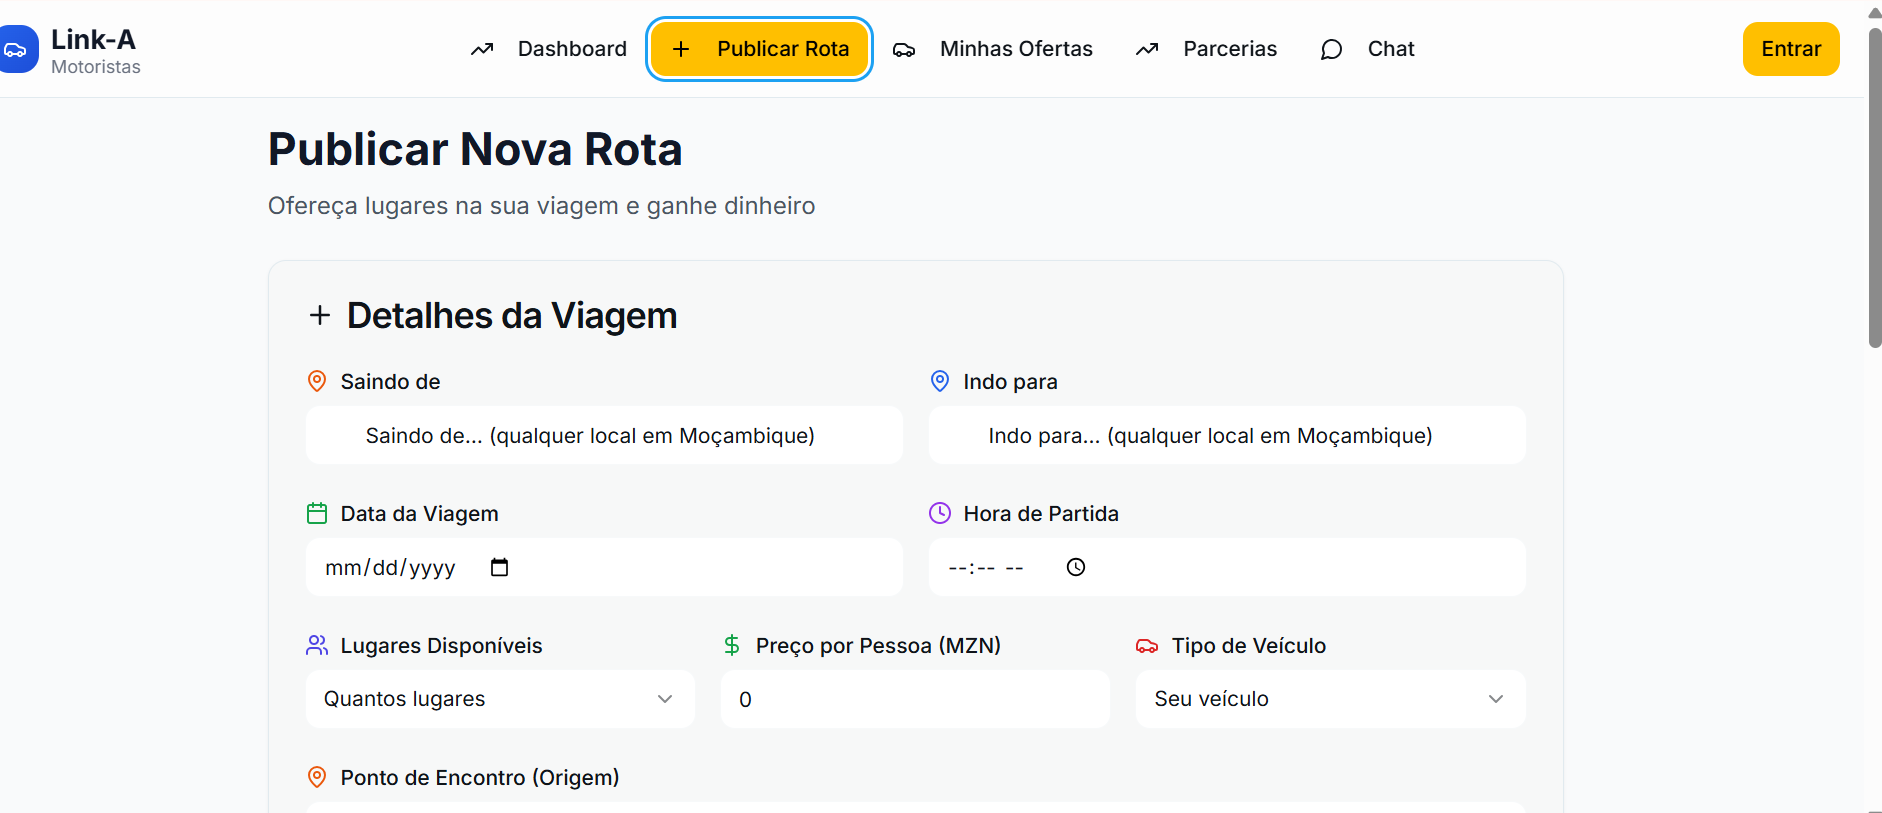 Link-A
Motoristas
Dashboard
Publicar Rota
Minhas Ofertas
Parcerias
Chat
Entrar
Publicar Nova Rota
Ofereça lugares na sua viagem e ganhe dinheiro
Detalhes da Viagem
Saindo de
Indo para
Saindo de... (qualquer local em Moçambique)
Indo para... (qualquer local em Moçambique)
Data da Viagem
Hora de Partida
mm/dd/yyyy
--:-- --
Lugares Disponíveis
Preço por Pessoa (MZN)
Tipo de Veículo
Quantos lugares
0
Seu veículo
Ponto de Encontro (Origem)